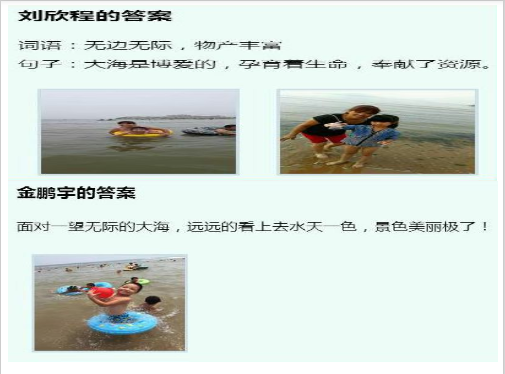 刘欣程的答案
词语：无边无际，物产丰富
句子：大海是博爱的，孕育着生命，奉献了资源。
金鹏宇的答案
面对一望无际的大海，远远的看上去水天一色，景色美丽极了！